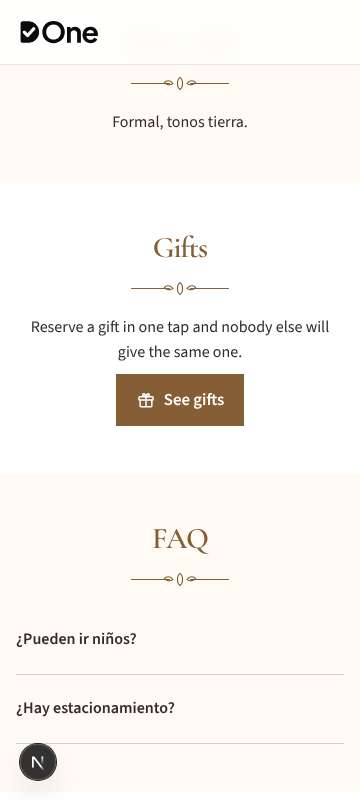 One
Formal, tonos tierra.
Gifts
Reserve a gift in one tap and nobody else will
give the same one.
See gifts
FAQ
¿Pueden ir niños?
¿Hay estacionamiento?
N